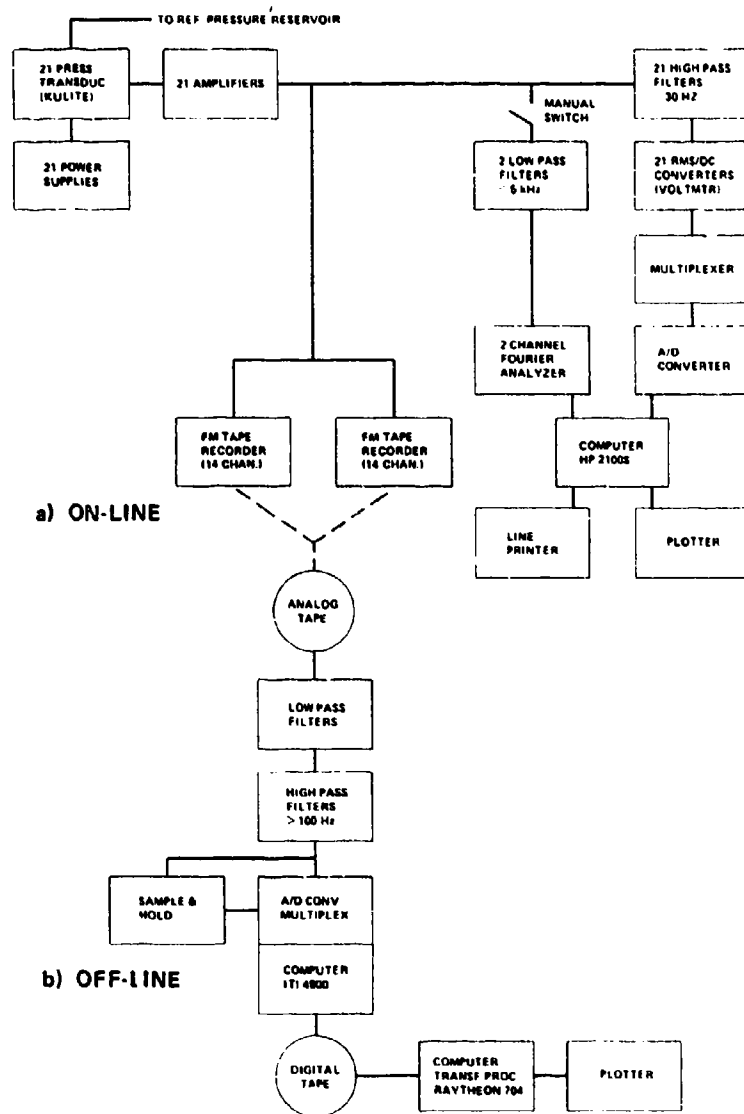 TO REF PRESSURE RESERVOIR
21 PRESS
TRANSDUC
(KULITE)
21 AMPLIFIERS
21 HIGH PASS
FILTERS
30 HZ
MANUAL
SWITCH
21 POWER
SUPPLIES
2 LOW PASS
FILTERS
5 kHz
21 RMS/DC
CONVERTERS
(VOLTMTR)
MULTIPLEXER
2 CHANNEL
FOURIER
ANALYZER
A/D
CONVERTER
FM TAPE
RECORDER
(14 CHAN.)
FM TAPE
RECORDER
(14 CHAN.)
COMPUTER
HP 2100S
a) ON-LINE
LINE
PRINTER
PLOTTER
ANALOG
TAPE
LOW PASS
FILTERS
HIGH PASS
FILTERS
> 100 Hz
SAMPLE &
HOLD
A/D CONV
MULTIPLEX
b) OFF-LINE
COMPUTER
ITI 4900
DIGITAL
TAPE
COMPUTER
TRANSF PROC
RAYTHEON 704
PLOTTER